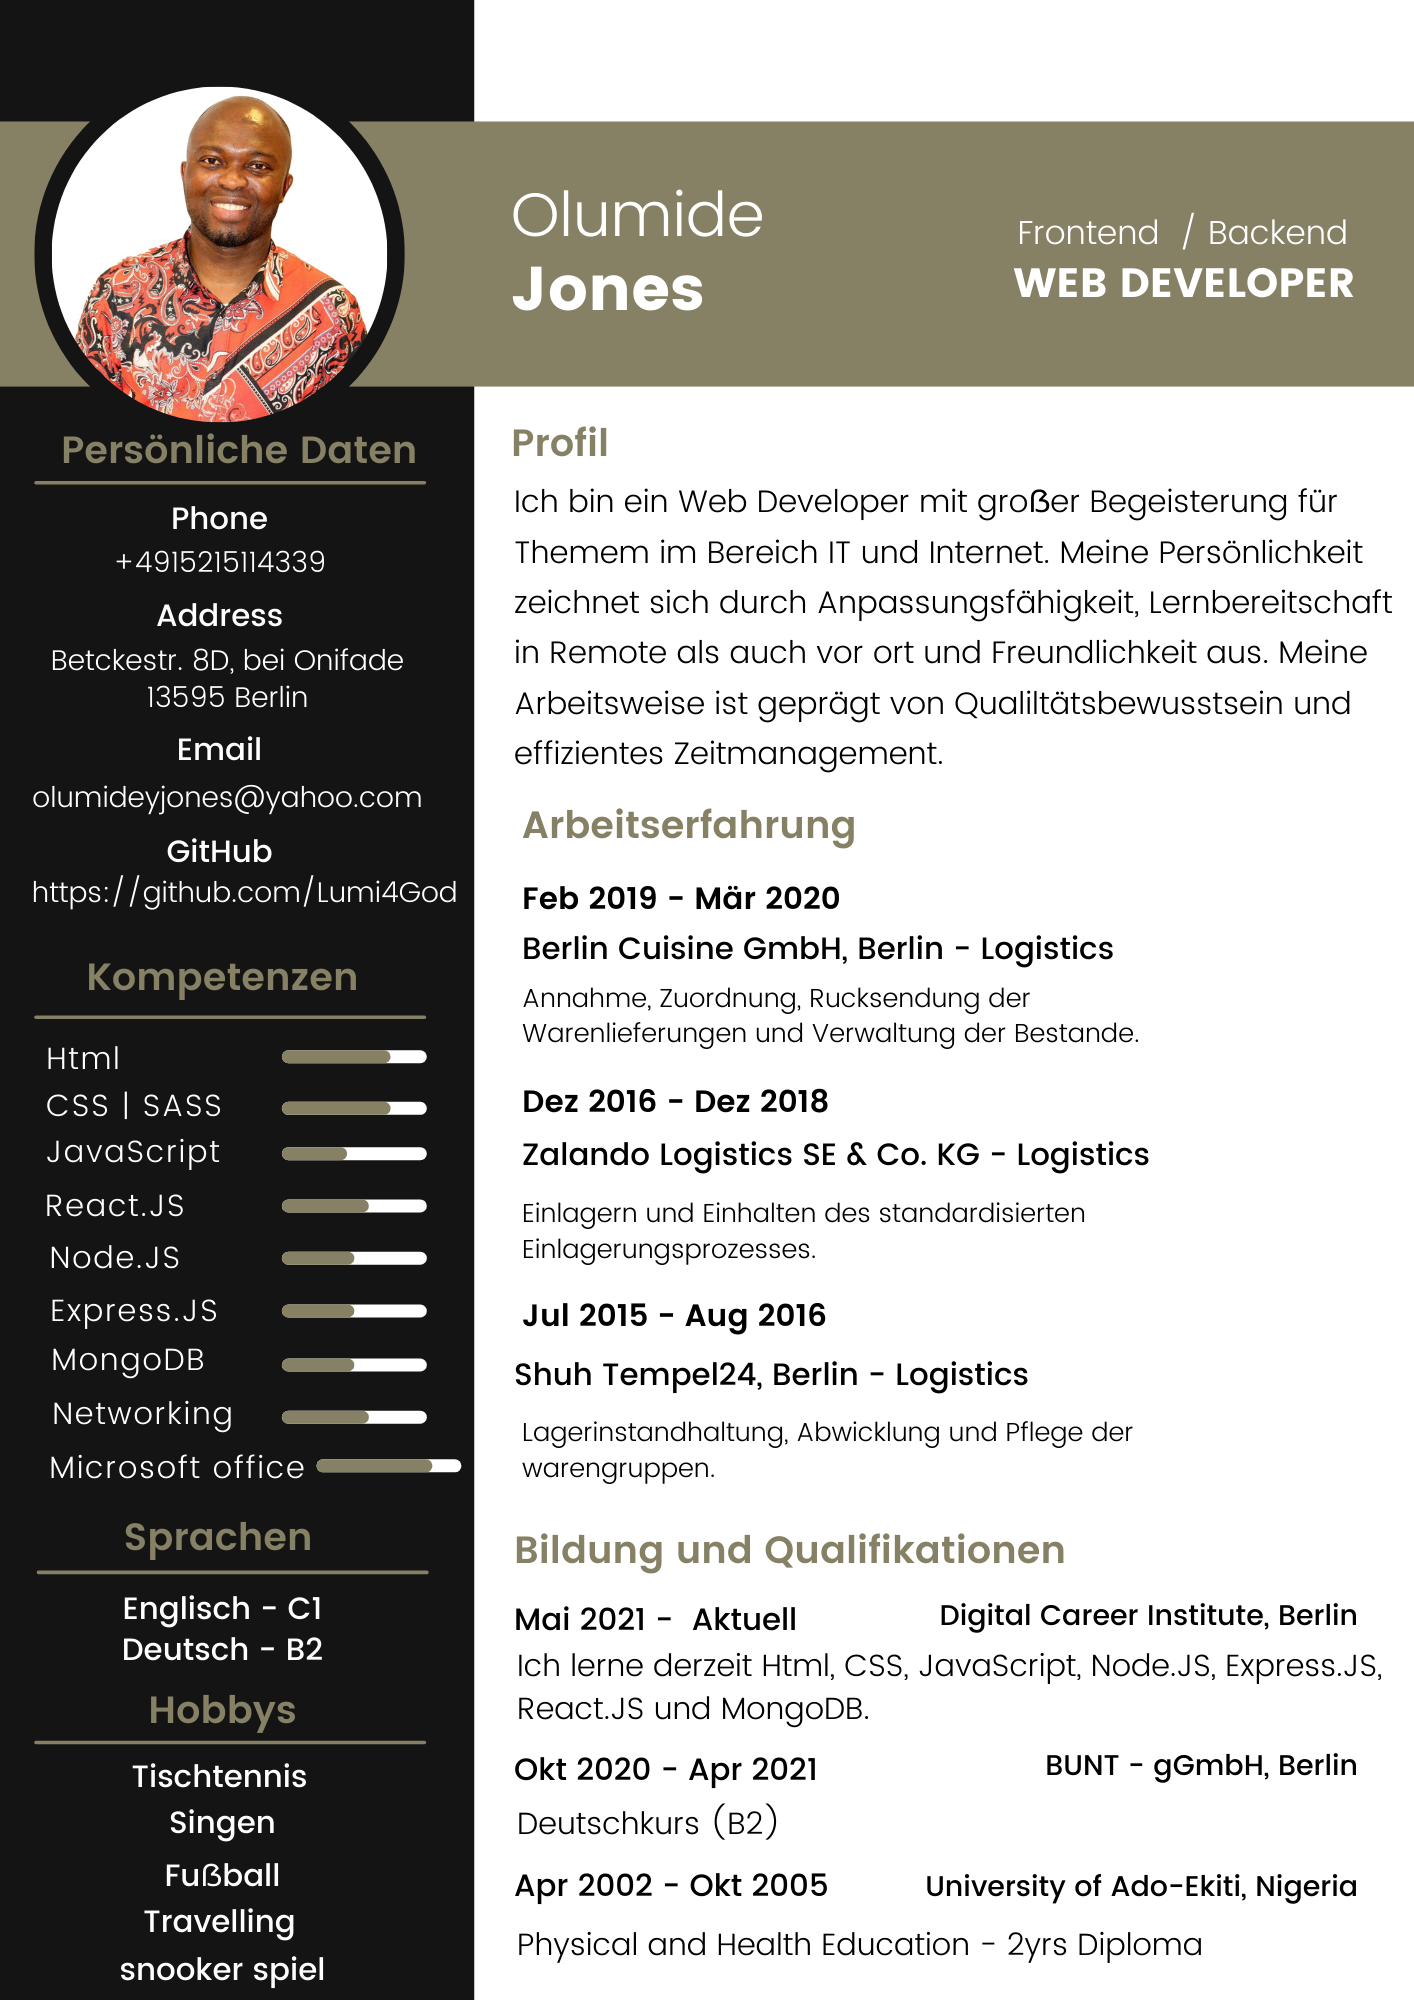 Olumide
Jones
Frontend / Backend
WEB DEVELOPER
Persönliche Daten
Phone
+4915215114339
Address
Betckestr. 8D, bei Onifade
13595 Berlin
Email
olumideyjones@yahoo.com
GitHub
https://github.com/Lumi4God
Kompetenzen
Html
CSS | SASS
JavaScript
React.JS
Node.JS
Express.JS
MongoDB
Networking
Microsoft office
Sprachen
Englisch - C1
Deutsch - B2
Hobbys
Tischtennis
Singen
Fußball
Travelling
snooker spiel
Profil
Ich bin ein Web Developer mit großer Begeisterung für
Themem im Bereich IT und Internet. Meine Persönlichkeit
zeichnet sich durch Anpassungsfähigkeit, Lernbereitschaft
in Remote als auch vor ort und Freundlichkeit aus. Meine
Arbeitsweise ist geprägt von Qualiltätsbewusstsein und
effizientes Zeitmanagement.
Arbeitserfahrung
Feb 2019 - Mär 2020
Berlin Cuisine GmbH, Berlin - Logistics
Annahme, Zuordnung, Rucksendung der
Warenlieferungen und Verwaltung der Bestande.
Dez 2016 - Dez 2018
Zalando Logistics SE & Co. KG - Logistics
Einlagern und Einhalten des standardisierten
Einlagerungsprozesses.
Jul 2015 - Aug 2016
Shuh Tempel24, Berlin - Logistics
Lagerinstandhaltung, Abwicklung und Pflege der
warengruppen.
Bildung und Qualifikationen
Mai 2021 - Aktuell Digital Career Institute, Berlin
Ich lerne derzeit Html, CSS, JavaScript, Node.JS, Express.JS,
React.JS und MongoDB.
Okt 2020 - Apr 2021 BUNT - gGmbH, Berlin
Deutschkurs (B2)
Apr 2002 - Okt 2005 University of Ado-Ekiti, Nigeria
Physical and Health Education - 2yrs Diploma